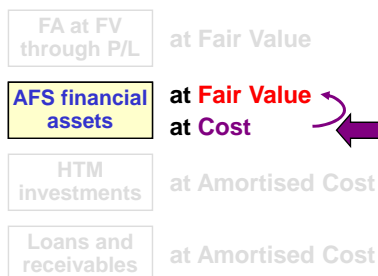 FA at FV
through P/L
at Fair Value
AFS financial
assets
at Fair Value
at Cost
HTM
investments
at Amortised Cost
Loans and
receivables
at Amortised Cost